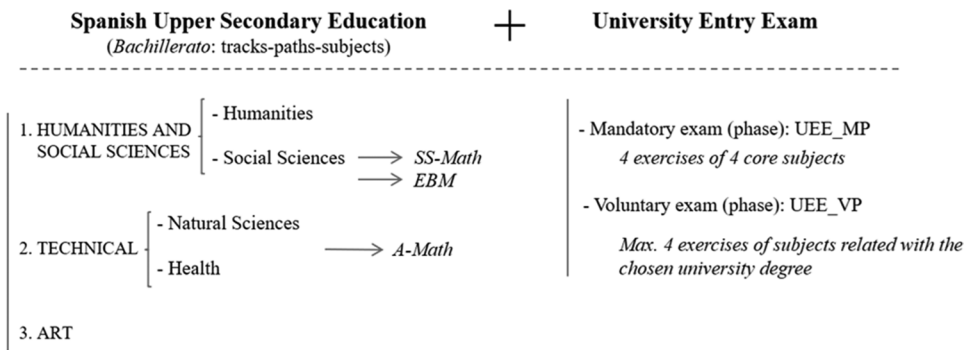 Spanish Upper Secondary Education
(Bachillerato: tracks-paths-subjects)
+
University Entry Exam
1. HUMANITIES AND
SOCIAL SCIENCES
- Humanities
- Social Sciences
SS-Math
EBM
2. TECHNICAL
- Natural Sciences
- Health
A-Math
3. ART
- Mandatory exam (phase): UEE_MP
4 exercises of 4 core subjects
- Voluntary exam (phase): UEE_VP
Max. 4 exercises of subjects related with the
chosen university degree